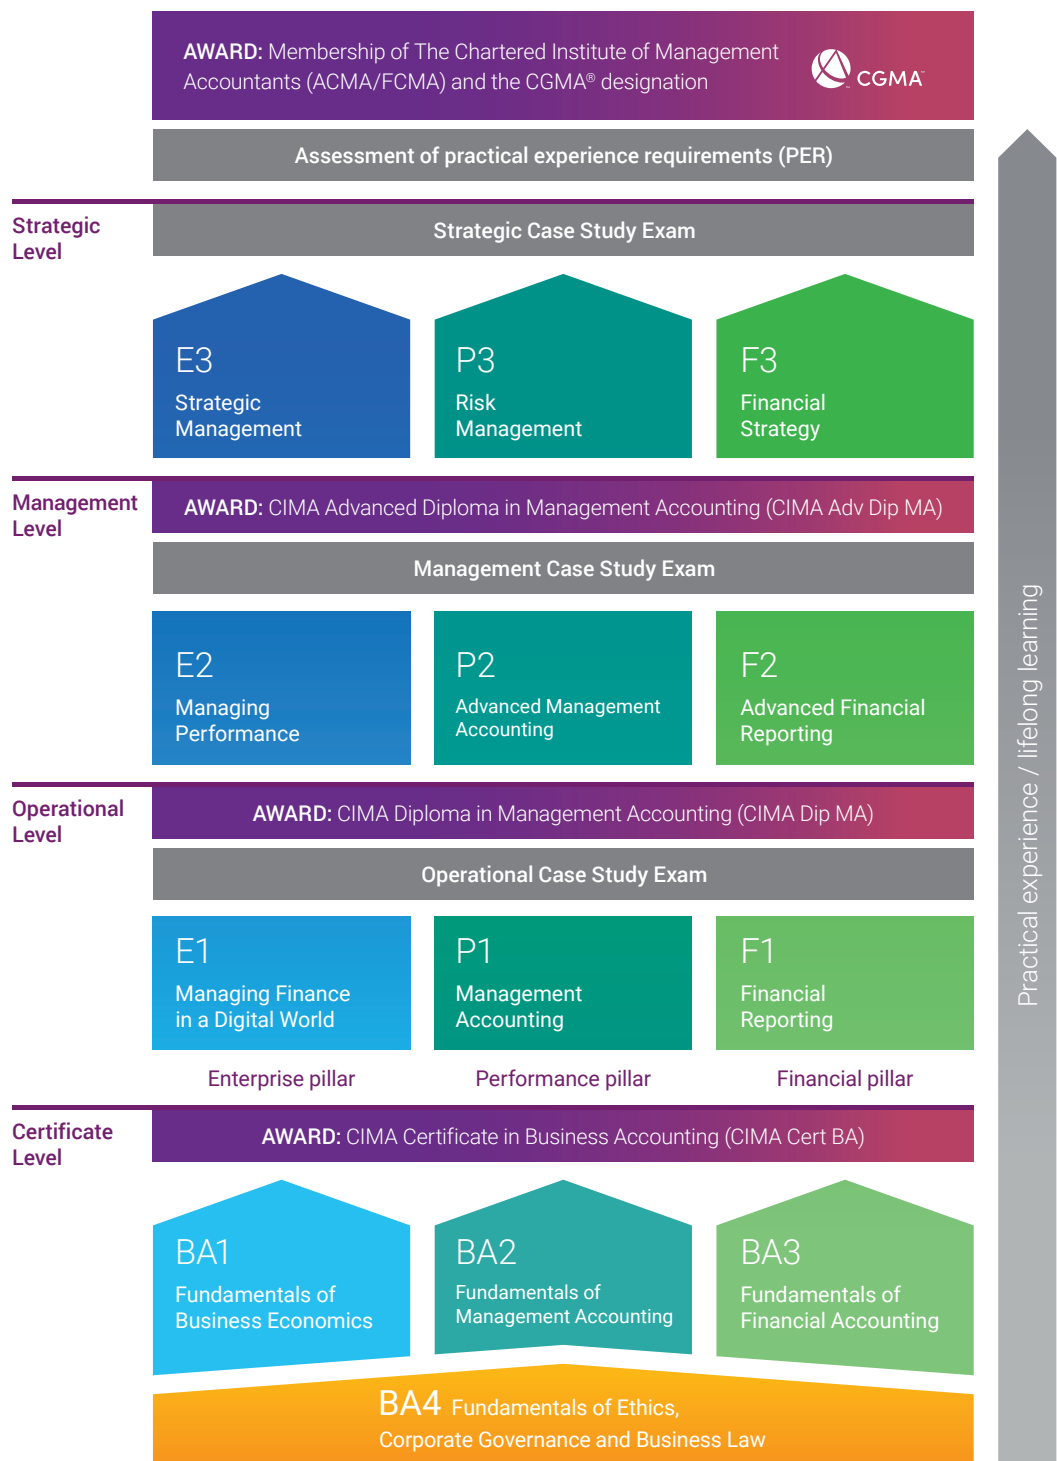 AWARD: Membership of The Chartered Institute of Management
Accountants (ACMA/FCMA) and the CGMA® designation
CGMA™
Assessment of practical experience requirements (PER)
Strategic
Level
Strategic Case Study Exam
E3
Strategic
Management
P3
Risk
Management
F3
Financial
Strategy
Management
Level
AWARD: CIMA Advanced Diploma in Management Accounting (CIMA Adv Dip MA)
Management Case Study Exam
E2
Managing
Performance
P2
Advanced Management
Accounting
F2
Advanced Financial
Reporting
Operational
Level
AWARD: CIMA Diploma in Management Accounting (CIMA Dip MA)
Operational Case Study Exam
E1
Managing Finance
in a Digital World
P1
Management
Accounting
F1
Financial
Reporting
Enterprise pillar
Performance pillar
Financial pillar
Certificate
Level
AWARD: CIMA Certificate in Business Accounting (CIMA Cert BA)
BA1
Fundamentals of
Business Economics
BA2
Fundamentals of
Management Accounting
BA3
Fundamentals of
Financial Accounting
BA4 Fundamentals of Ethics,
Corporate Governance and Business Law
Practical experience / lifelong learning